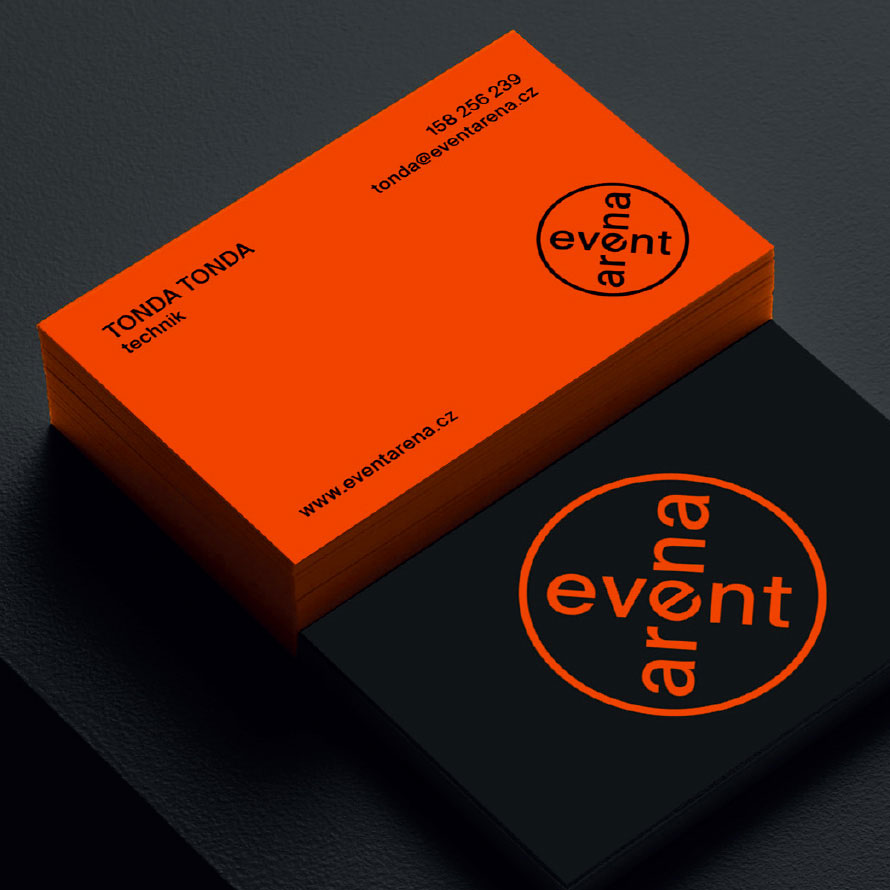 158 256 239
tonda@eventarena.cz
event
arena
TONDA TONDA
technik
www.eventarena.cz
event
arena